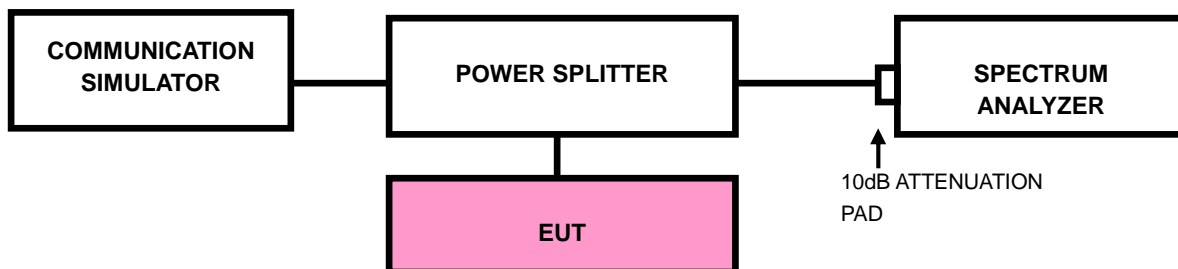 COMMUNICATION
SIMULATOR
POWER SPLITTER
SPECTRUM
ANALYZER
10dB ATTENUATION
PAD
EUT